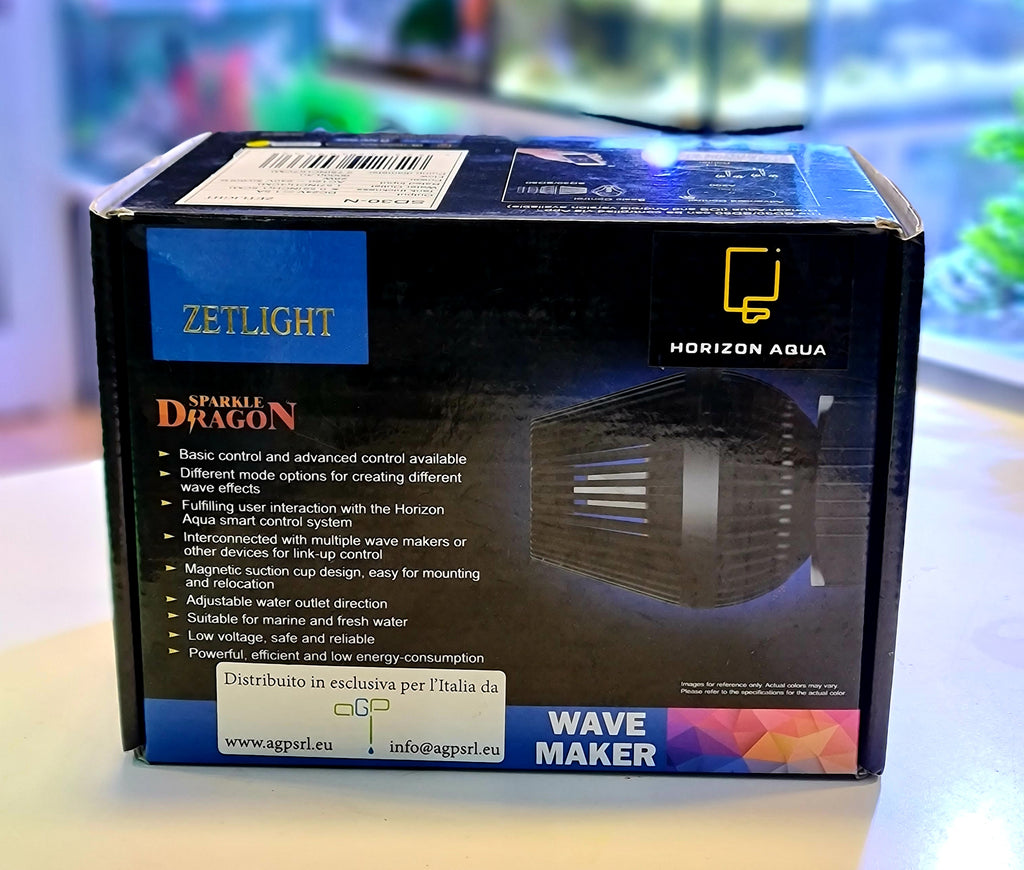 SD30-N
ZETLIGHT
HORIZON AQUA
SPARKLE
DRAGON
Basic control and advanced control available
Different mode options for creating different
wave effects
Fulfilling user interaction with the Horizon
Aqua smart control system
Interconnected with multiple wave makers or
other devices for link-up control
Magnetic suction cup design, easy for mounting
and relocation
Adjustable water outlet direction
Suitable for marine and fresh water
Low voltage, safe and reliable
Powerful, efficient and low energy-consumption
Images for reference only. Actual colors may vary.
Please refer to the specifications for the actual color
Distribuito in esclusiva per l'Italia da
aGP
www.agpsrl.eu info@agpsrl.eu
WAVE
MAKER